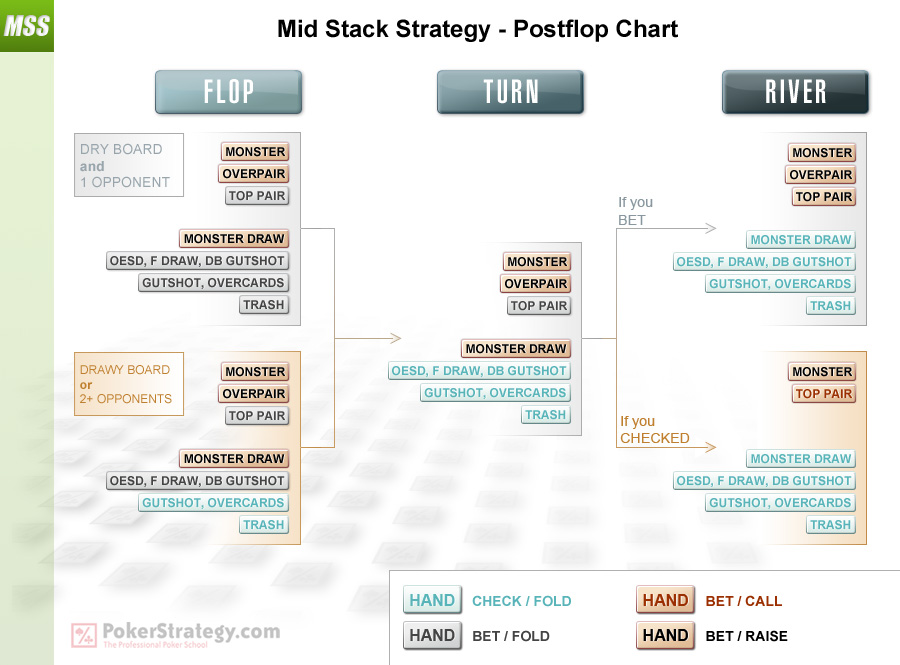 MSS
Mid Stack Strategy - Postflop Chart
FLOP
TURN
RIVER
DRY BOARD
and
1 OPPONENT
MONSTER
OVERPAIR
TOP PAIR
MONSTER DRAW
OESD, F DRAW, DB GUTSHOT
GUTSHOT, OVERCARDS
TRASH
DRAWY BOARD
or
2+ OPPONENTS
MONSTER
OVERPAIR
TOP PAIR
MONSTER DRAW
OESD, F DRAW, DB GUTSHOT
GUTSHOT, OVERCARDS
TRASH
MONSTER
OVERPAIR
TOP PAIR
MONSTER DRAW
OESD, F DRAW, DB GUTSHOT
GUTSHOT, OVERCARDS
TRASH
If you
BET
MONSTER
OVERPAIR
TOP PAIR
MONSTER DRAW
OESD, F DRAW, DB GUTSHOT
GUTSHOT, OVERCARDS
TRASH
If you
CHECKED
MONSTER
TOP PAIR
MONSTER DRAW
OESD, F DRAW, DB GUTSHOT
GUTSHOT, OVERCARDS
TRASH
HAND CHECK / FOLD
HAND BET / CALL
HAND BET / FOLD
HAND BET / RAISE
PokerStrategy.com
The Professional Poker School